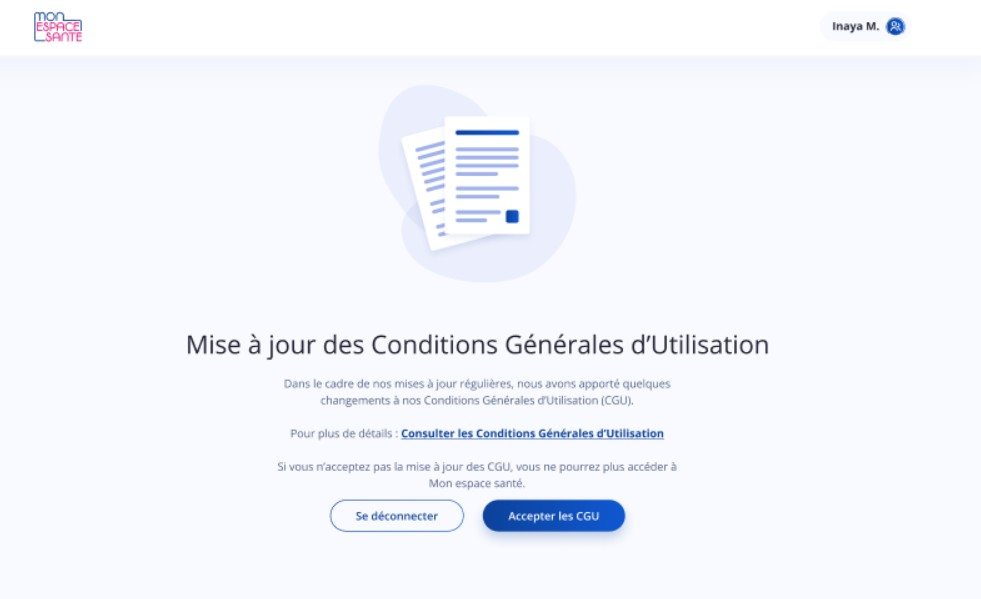 mon
ESPACE
SANTÉ
Inaya M.
Mise à jour des Conditions Générales d’Utilisation
Dans le cadre de nos mises à jour régulières, nous avons apporté quelques
changements à nos Conditions Générales d’Utilisation (CGU).
Pour plus de détails : Consulter les Conditions Générales d’Utilisation
Si vous n’acceptez pas la mise à jour des CGU, vous ne pourrez plus accéder à
Mon espace santé.
Se déconnecter
Accepter les CGU